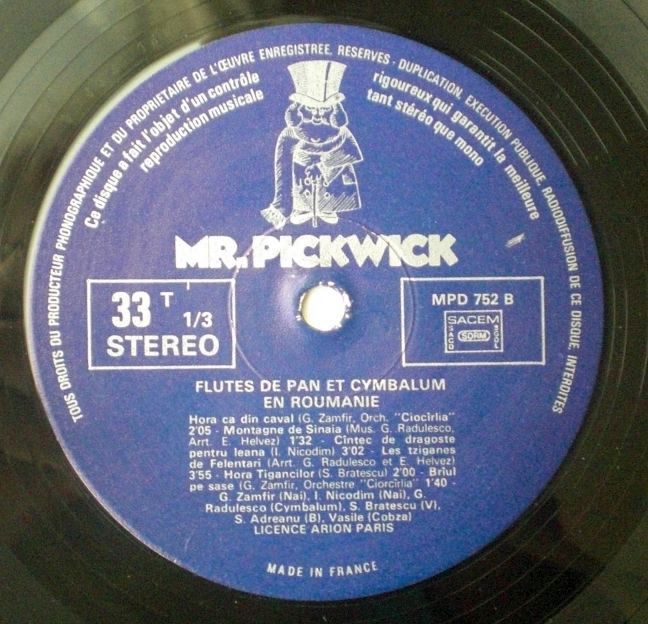 TOUS DROITS DU PRODUCTEUR PHONOGRAPHIQUE ET DU PROPRIETAIRE DE L'ŒUVRE ENREGISTREE, RESERVES · DUPLICATION, EXECUTION PUBLIQUE, RADIODIFFUSION DE CE DISQUE, INTERDITES
Ce disque a fait l'objet d'un contrôle rigoureux qui garantit la meilleure
reproduction musicale tant stéréo que mono
MR. PICKWICK
33 T 1/3
STEREO
MPD 752 B
SACEM
SACD SDRM SGDL
FLUTES DE PAN ET CYMBALUM
EN ROUMANIE
Hora ca din caval (G. Zamfir, Orch. "Ciocîrlia")
2'05 - Montagne de Sinaia (Mus. G. Radulesco,
Arrt. E. Helvez) 1'32 - Cîntec de dragoste
pentru Ieana (I. Nicodim) 3'02 - Les tziganes
de Felentari (Arrt. G. Radulesco et E. Helvez)
3'55 - Hora Tigancilor (S. Bratescu) 2'00 - Brîul
pe sase (G. Zamfir, Orchestre "Ciorcîrlia" 1'40 -
G. Zamfir (Nai), I. Nicodim (Nai), G.
Radulesco (Cymbalum), S. Bratescu (V),
S. Adreanu (B), Vasile (Cobza)
LICENCE ARION PARIS
MADE IN FRANCE